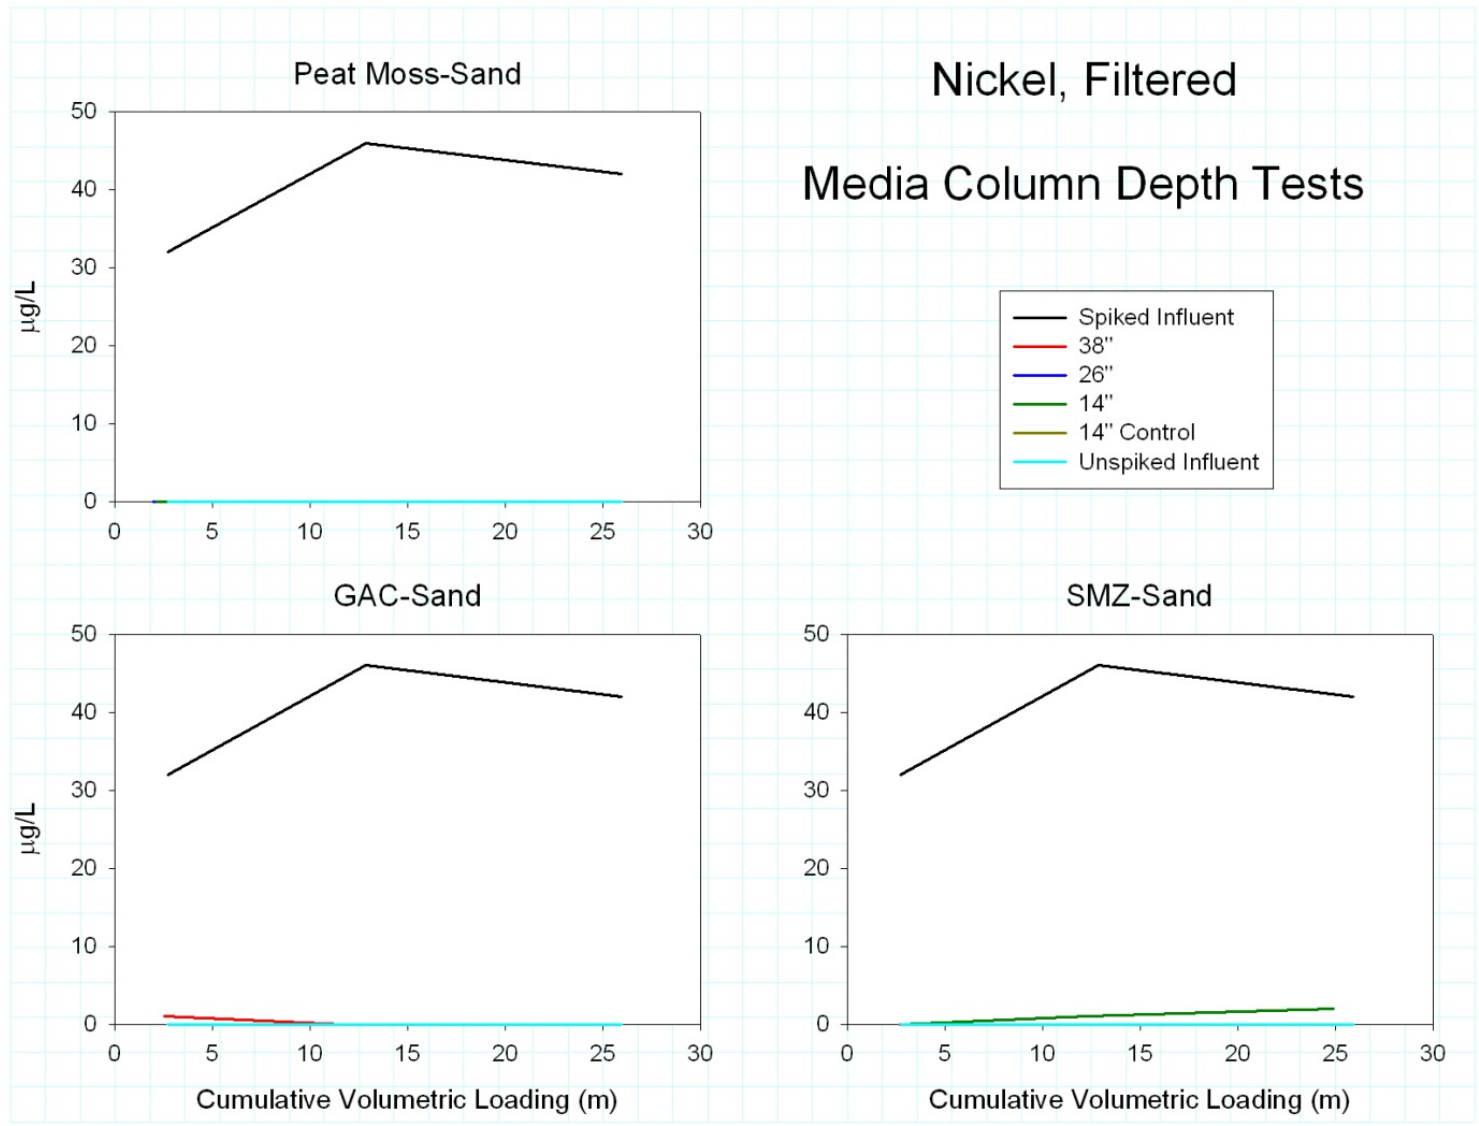 Peat Moss-Sand
Nickel, Filtered
Media Column Depth Tests
50
40
30
20
10
0
µg/L
0 5 10 15 20 25 30
Spiked Influent
38"
26"
14"
14" Control
Unspiked Influent
GAC-Sand
50
40
30
20
10
0
µg/L
0 5 10 15 20 25 30
Cumulative Volumetric Loading (m)
SMZ-Sand
50
40
30
20
10
0
0 5 10 15 20 25 30
Cumulative Volumetric Loading (m)